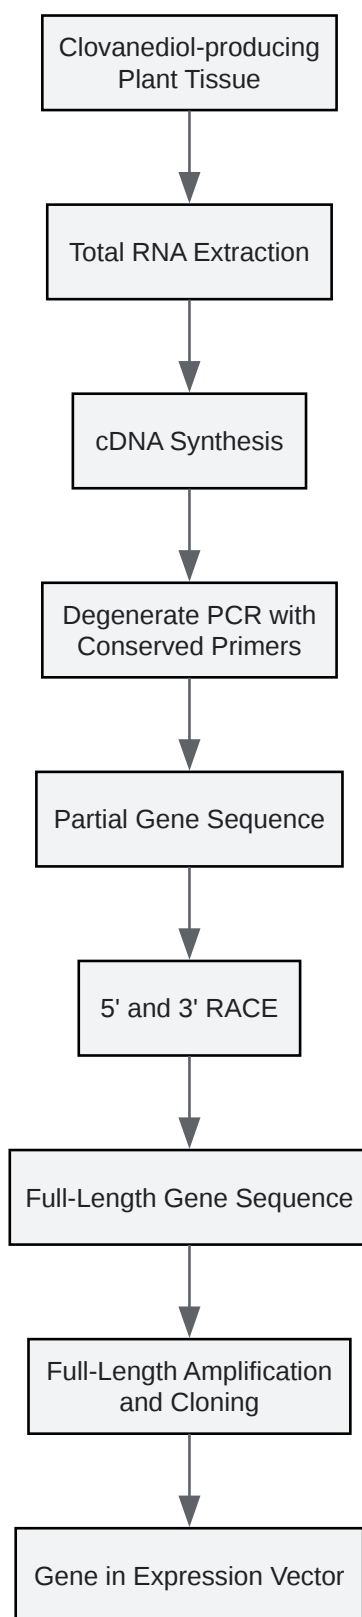 Clovanediol-producing
Plant Tissue
Total RNA Extraction
cDNA Synthesis
Degenerate PCR with
Conserved Primers
Partial Gene Sequence
5' and 3' RACE
Full-Length Gene Sequence
Full-Length Amplification
and Cloning
Gene in Expression Vector